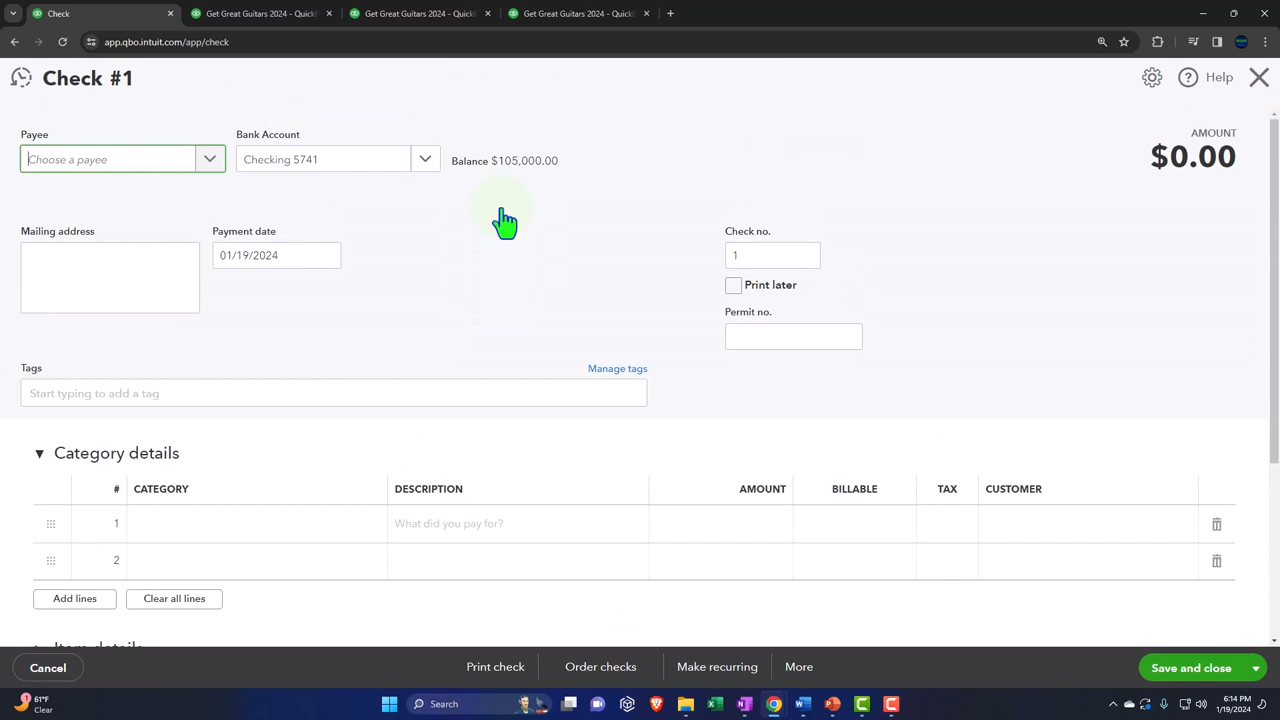 Check
Get Great Guitars 2024 – Quick
Get Great Guitars 2024 – Quick
Get Great Guitars 2024 – Quick
app.qbo.intuit.com/app/check
Check #1
Help
Payee
Bank Account
AMOUNT
Choose a payee
Checking 5741
Balance $105,000.00
$0.00
Mailing address
Payment date
Check no.
01/19/2024
1
Print later
Permit no.
Tags
Manage tags
Start typing to add a tag
Category details
# CATEGORY DESCRIPTION AMOUNT BILLABLE TAX CUSTOMER
1 What did you pay for?
2
Add lines
Clear all lines
Item details
Cancel
Print check
Order checks
Make recurring
More
Save and close
1
61°F
Clear
Search
6:14 PM
1/19/2024